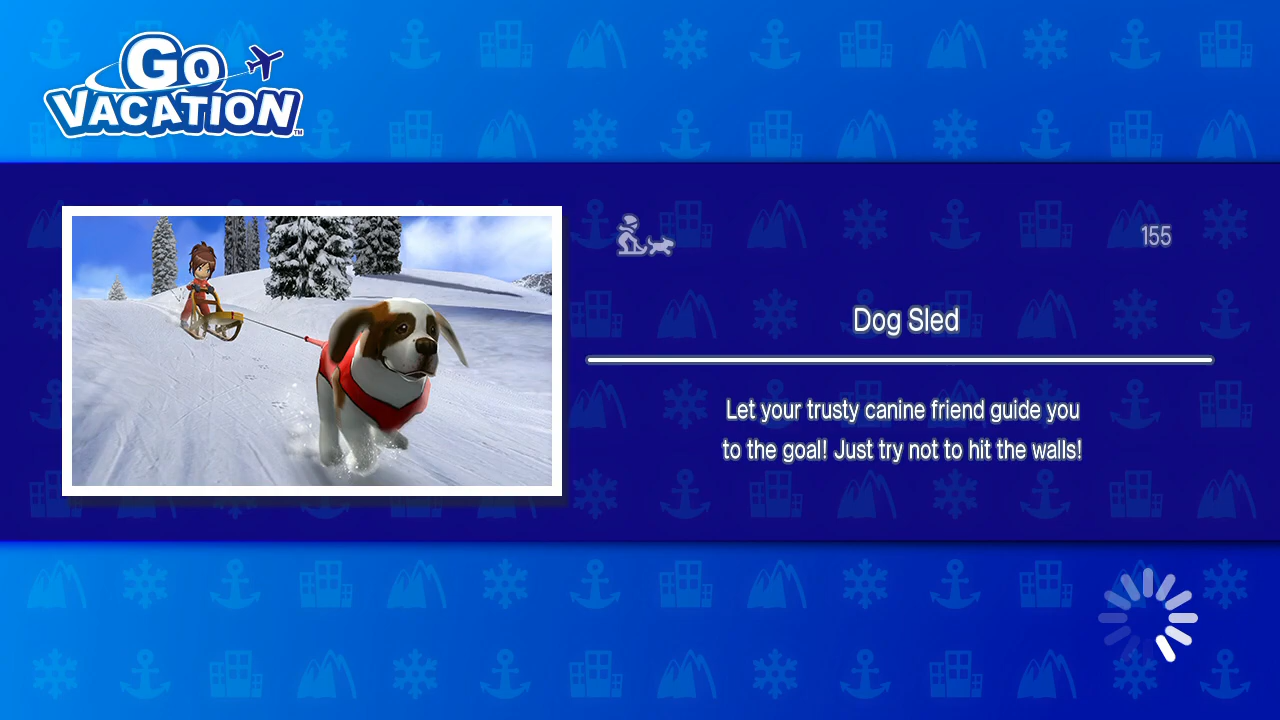 Go
VACATION™
155
Dog Sled
Let your trusty canine friend guide you
to the goal! Just try not to hit the walls!